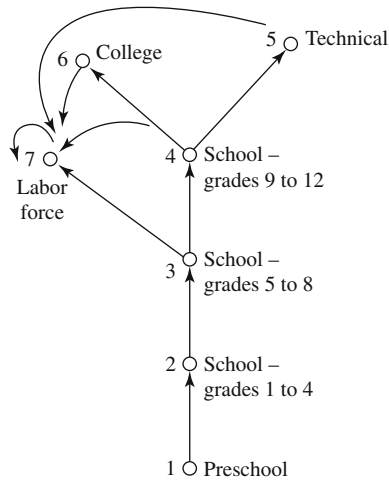 5 Technical
6 College
7
Labor
force
4 School –
grades 9 to 12
3 School –
grades 5 to 8
2 School –
grades 1 to 4
1 Preschool